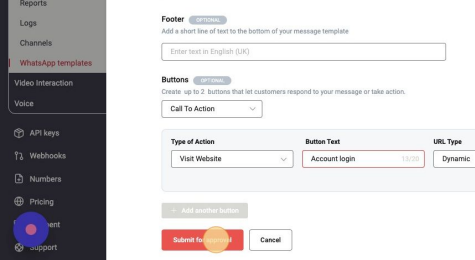 Reports
Logs
Channels
WhatsApp templates
Video Interaction
Voice
API keys
Webhooks
Numbers
Pricing
Support
Footer OPTIONAL
Add a short line of text to the bottom of your message template
Enter text in English (UK)
Buttons OPTIONAL
Create up to 2 buttons that let customers respond to your message or take action.
Call To Action
Type of Action Button Text URL Type
Visit Website Account login 13/20 Dynamic
+ Add another button
Submit for approval Cancel